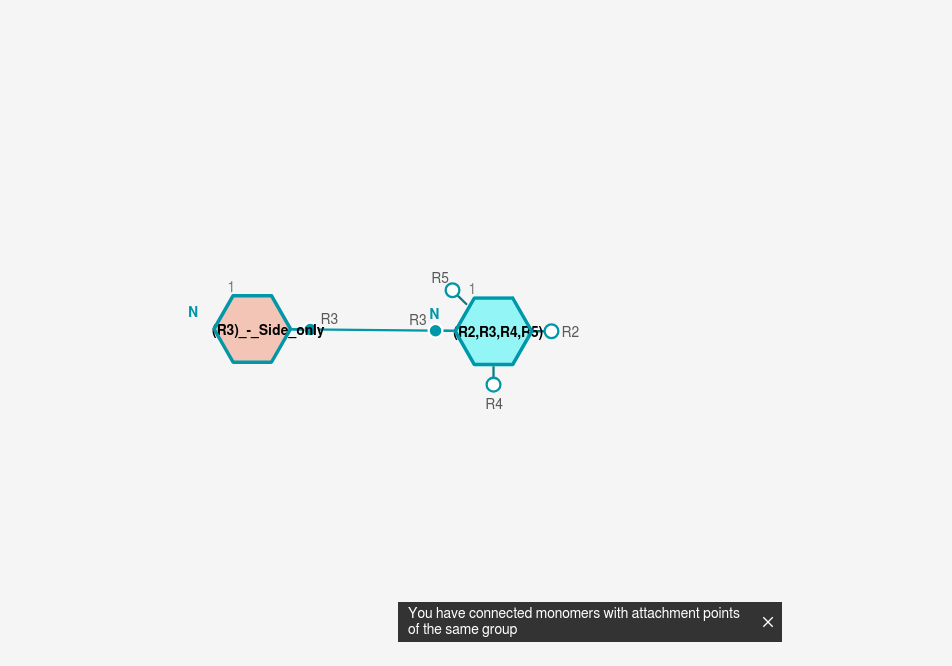 R5
1
1
N
N
R3
R3
(R3)_-_Side_only
(R2,R3,R4,R5)
R2
R4
You have connected monomers with attachment points
of the same group